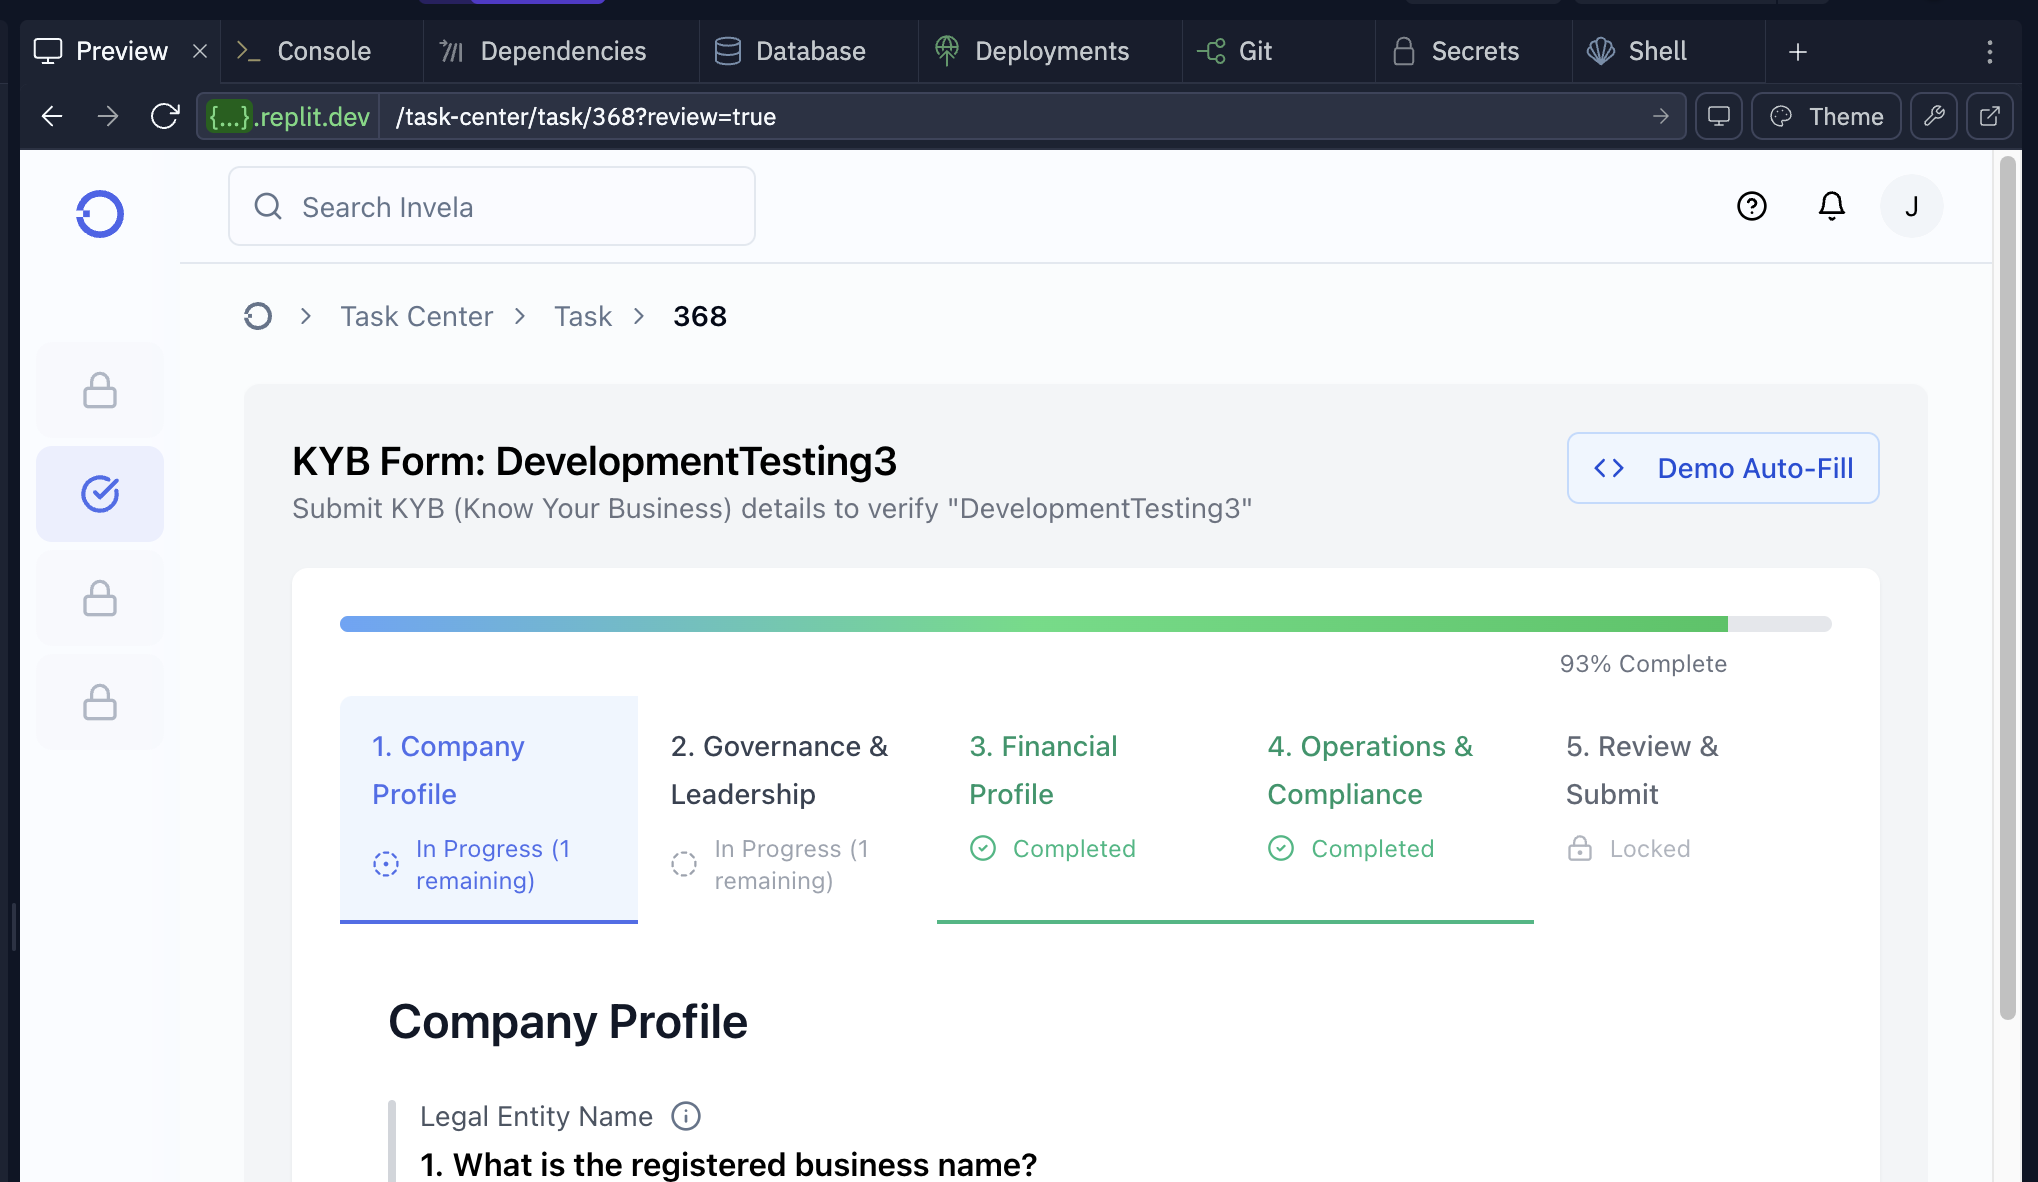 Preview
Console
Dependencies
Database
Deployments
Git
Secrets
Shell
{...}.replit.dev
/task-center/task/368?review=true
Theme
Search Invela
J
Task Center
Task
368
KYB Form: DevelopmentTesting3
Submit KYB (Know Your Business) details to verify "DevelopmentTesting3"
Demo Auto-Fill
93% Complete
1. Company
Profile
In Progress (1
remaining)
2. Governance &
Leadership
In Progress (1
remaining)
3. Financial
Profile
Completed
4. Operations &
Compliance
Completed
5. Review &
Submit
Locked
Company Profile
Legal Entity Name
1. What is the registered business name?